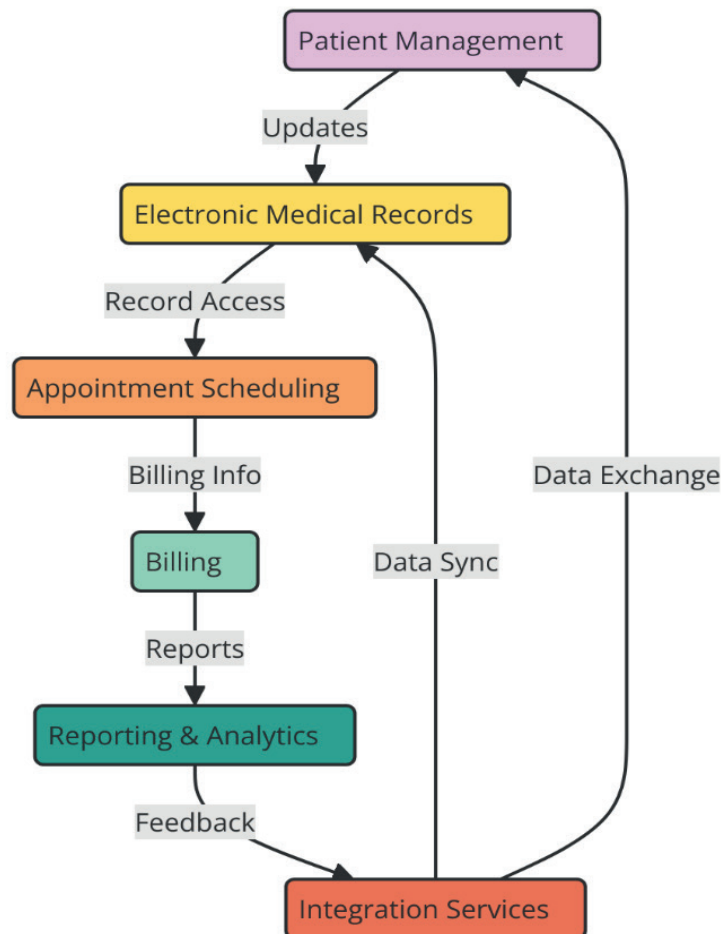 Patient Management
Updates
Electronic Medical Records
Record Access
Appointment Scheduling
Billing Info
Data Exchange
Billing
Data Sync
Reports
Reporting & Analytics
Feedback
Integration Services